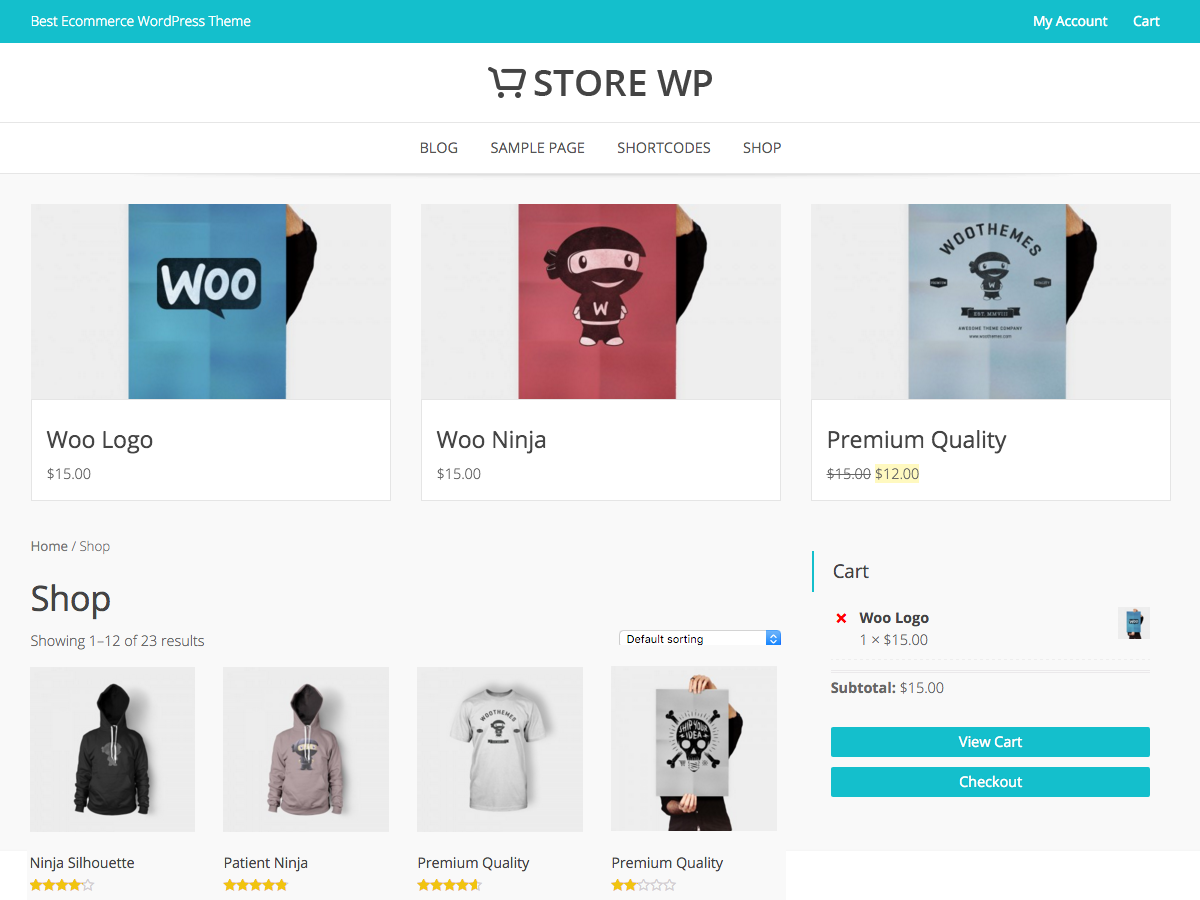 Best Ecommerce WordPress Theme
My Account
Cart
STORE WP
BLOG
SAMPLE PAGE
SHORTCODES
SHOP
WOO
W
WOOTHEMES
W
EST. MMVIII
AWESOME THEME COMPANY
www.woothemes.com
Woo Logo
$15.00
Woo Ninja
$15.00
Premium Quality
$15.00 $12.00
Home / Shop
Shop
Showing 1–12 of 23 results
Default sorting
WOOTHEMES
SHIP YOUR
IDEA
Ninja Silhouette
Patient Ninja
Premium Quality
Premium Quality
Cart
Woo Logo
1 × $15.00
Subtotal: $15.00
View Cart
Checkout